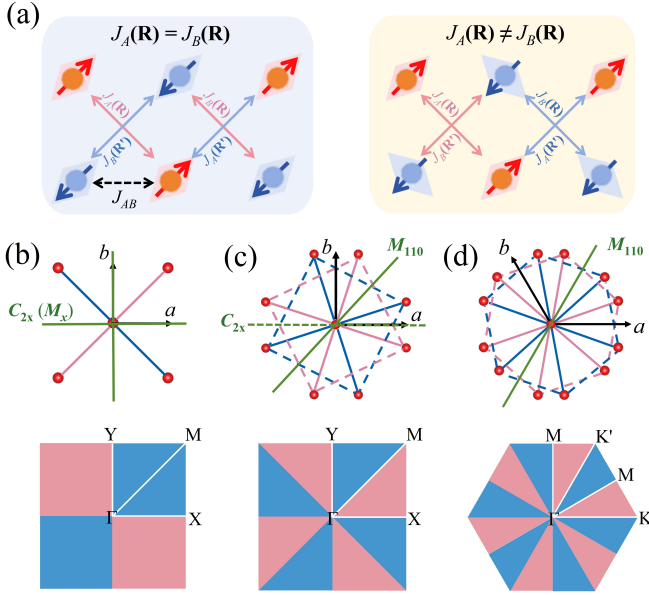 (a)
J_A(R) = J_B(R)
J_A(R) ≠ J_B(R)
J_A(R)
J_B(R')
J_B(R)
J_A(R')
J_A(R)
J_B(R')
J_B(R)
J_A(R')
J_AB
(b)
b
a
C_2x (M_x)
(c)
b
a
M_110
C_2x
(d)
b
a
M_110
Y
M
Γ
X
Y
M
Γ
X
M
K'
M
Γ
K